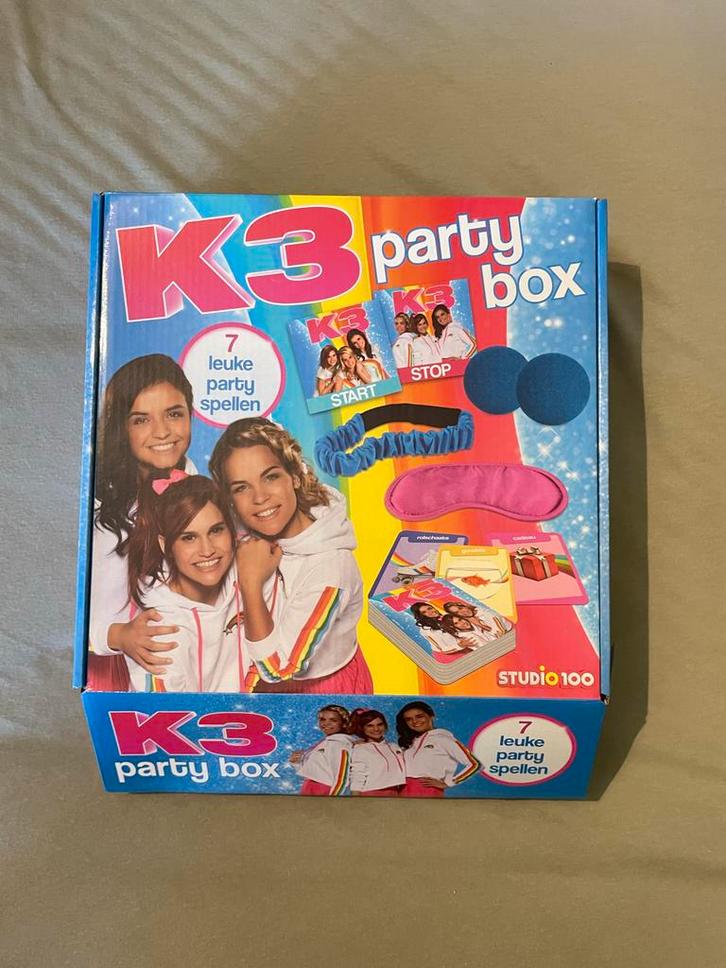 K3 party
box
7
leuke
party
spellen
K3
START
K3
STOP
rolschaats
goudvis
cadeau
K3
STUDIO 100
K3
party box
7
leuke
party
spellen